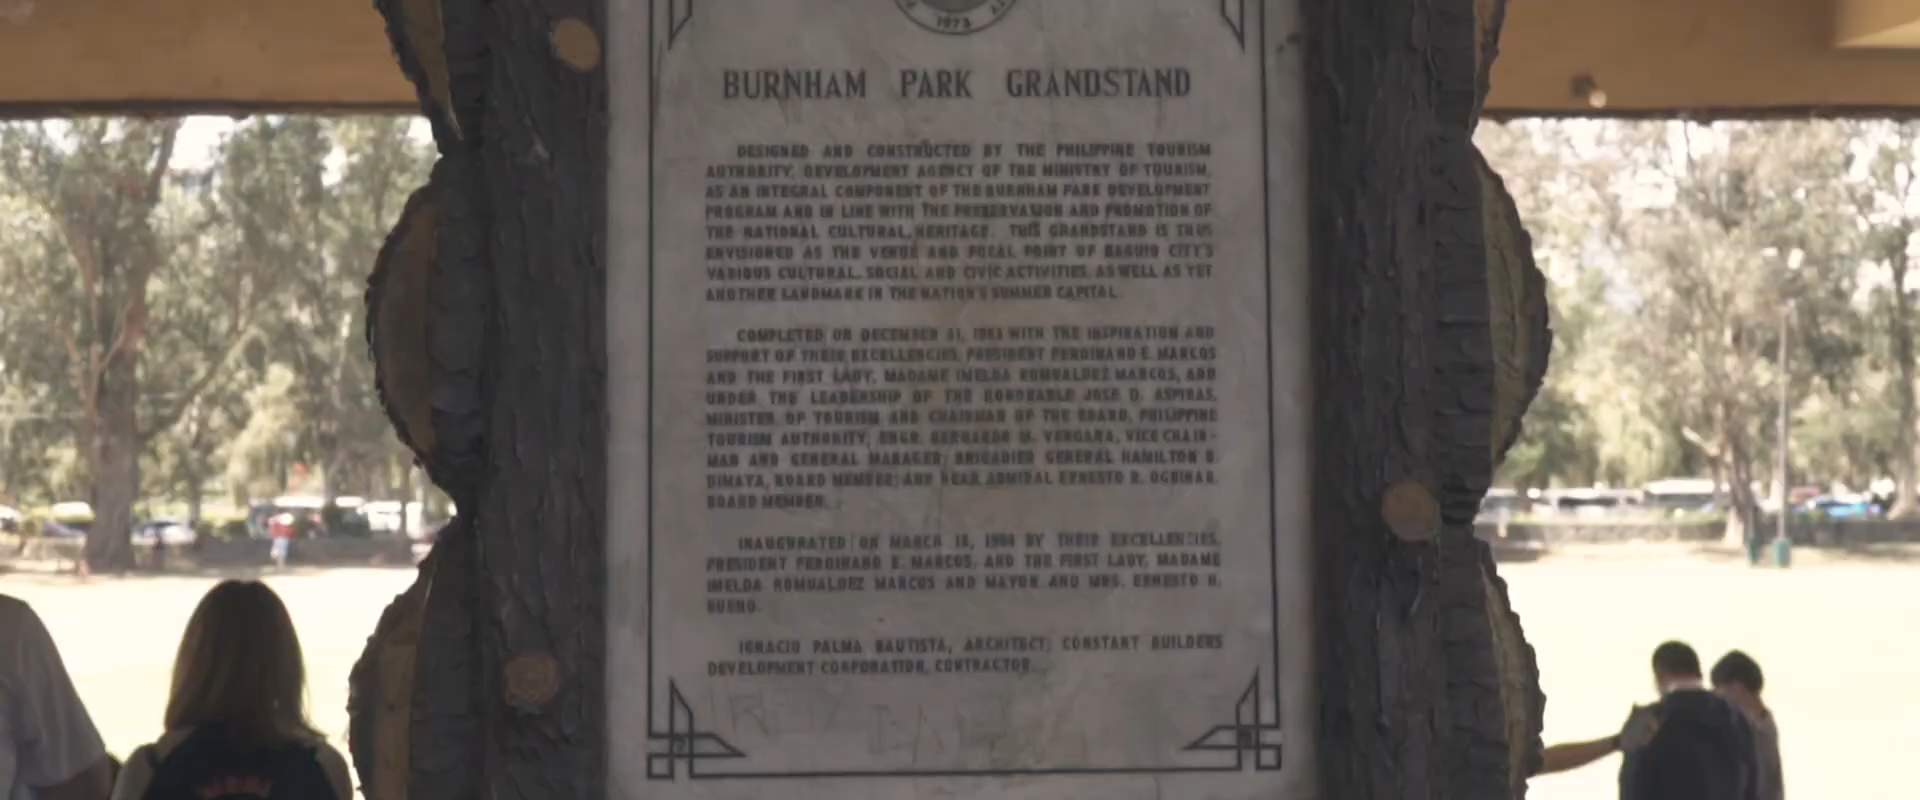 1973
BURNHAM PARK GRANDSTAND
DESIGNED AND CONSTRUCTED BY THE PHILIPPINE TOURISM
AUTHORITY, DEVELOPMENT AGENCY OF THE MINISTRY OF TOURISM,
AS AN INTEGRAL COMPONENT OF THE BURNHAM PARK DEVELOPMENT
PROGRAM AND IN LINE WITH THE PRESERVATION AND PROMOTION OF
THE NATIONAL CULTURAL HERITAGE. THIS GRANDSTAND IS THUS
ENVISIONED AS THE VENUE AND FOCAL POINT OF BAGUIO CITY'S
VARIOUS CULTURAL, SOCIAL AND CIVIC ACTIVITIES, AS WELL AS YET
ANOTHER LANDMARK IN THE NATION'S SUMMER CAPITAL.
COMPLETED ON DECEMBER 31, 1983 WITH THE INSPIRATION AND
SUPPORT OF THEIR EXCELLENCIES, PRESIDENT FERDINAND E. MARCOS
AND THE FIRST LADY, MADAME IMELDA ROMUALDEZ MARCOS, AND
UNDER THE LEADERSHIP OF THE HONORABLE JOSE D. ASPIRAS,
MINISTER OF TOURISM AND CHAIRMAN OF THE BOARD, PHILIPPINE
TOURISM AUTHORITY; ENGR. BERNARDO M. VERGARA, VICE CHAIR-
MAN AND GENERAL MANAGER; BRIGADIER GENERAL HAMILTON B.
DIMAYA, BOARD MEMBER; AND REAR ADMIRAL ERNESTO R. OGBINAR,
BOARD MEMBER.
INAUGURATED ON MARCH 18, 1984 BY THEIR EXCELLENCIES,
PRESIDENT FERDINAND E. MARCOS, AND THE FIRST LADY, MADAME
IMELDA ROMUALDEZ MARCOS AND MAYOR AND MRS. ERNESTO H.
BUENO.
IGNACIO PALMA BAUTISTA, ARCHITECT; CONSTANT BUILDERS
DEVELOPMENT CORPORATION, CONTRACTOR